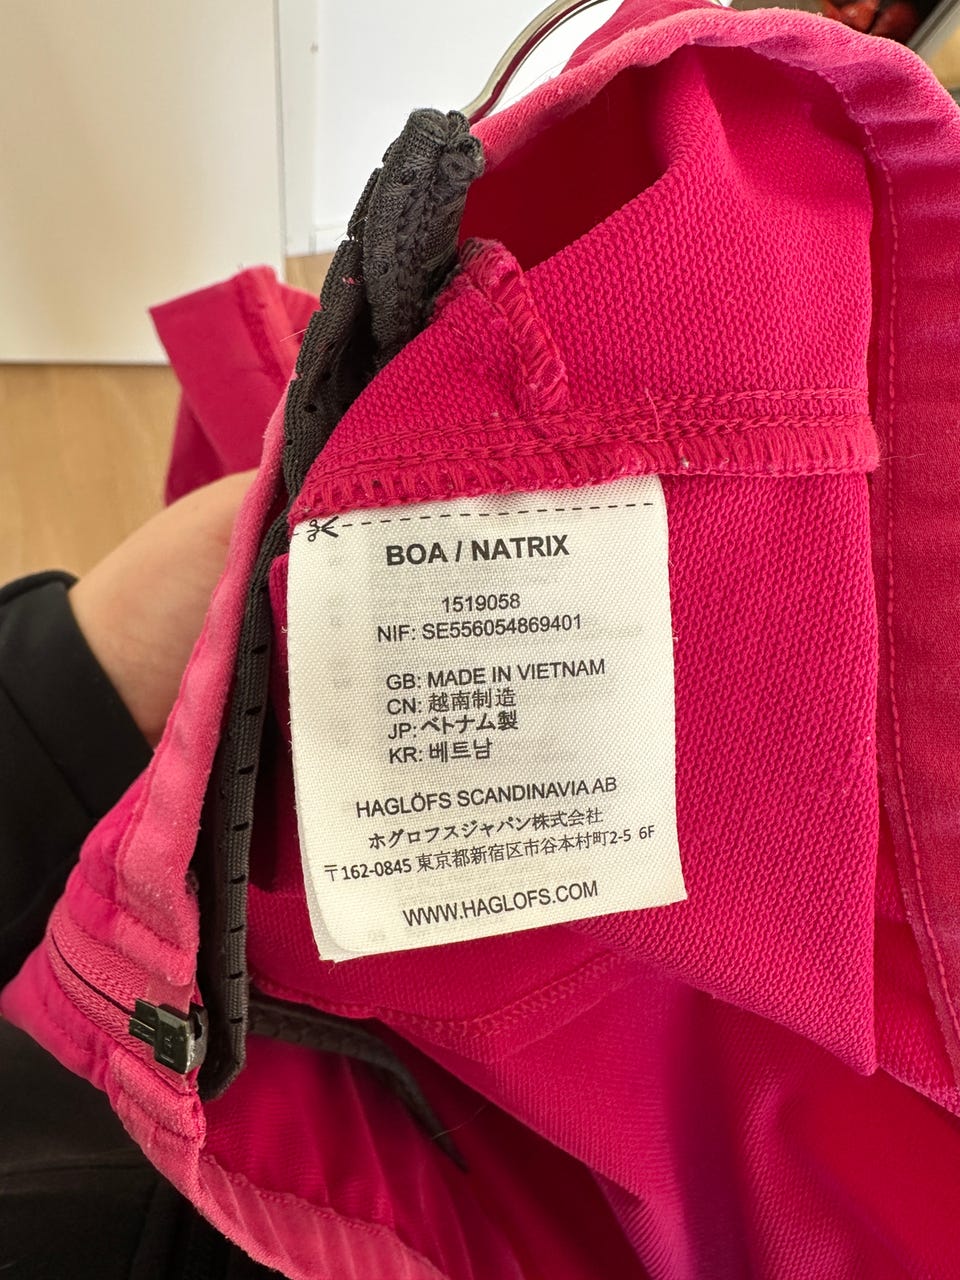 BOA / NATRIX
1519058
NIF: SE556054869401
GB: MADE IN VIETNAM
CN: 越南制造
JP: ベトナム製
KR: 베트남
HAGLÖFS SCANDINAVIA AB
ホグロフスジャパン株式会社
〒162-0845 東京都新宿区市谷本村町2-5 6F
WWW.HAGLOFS.COM